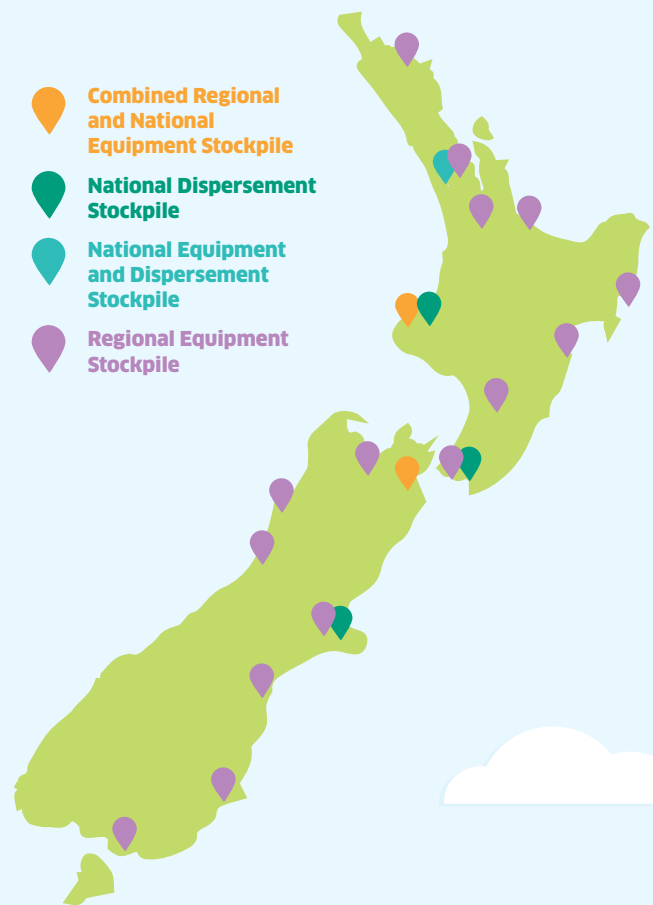 Combined Regional
and National
Equipment Stockpile
National Dispersement
Stockpile
National Equipment
and Dispersement
Stockpile
Regional Equipment
Stockpile